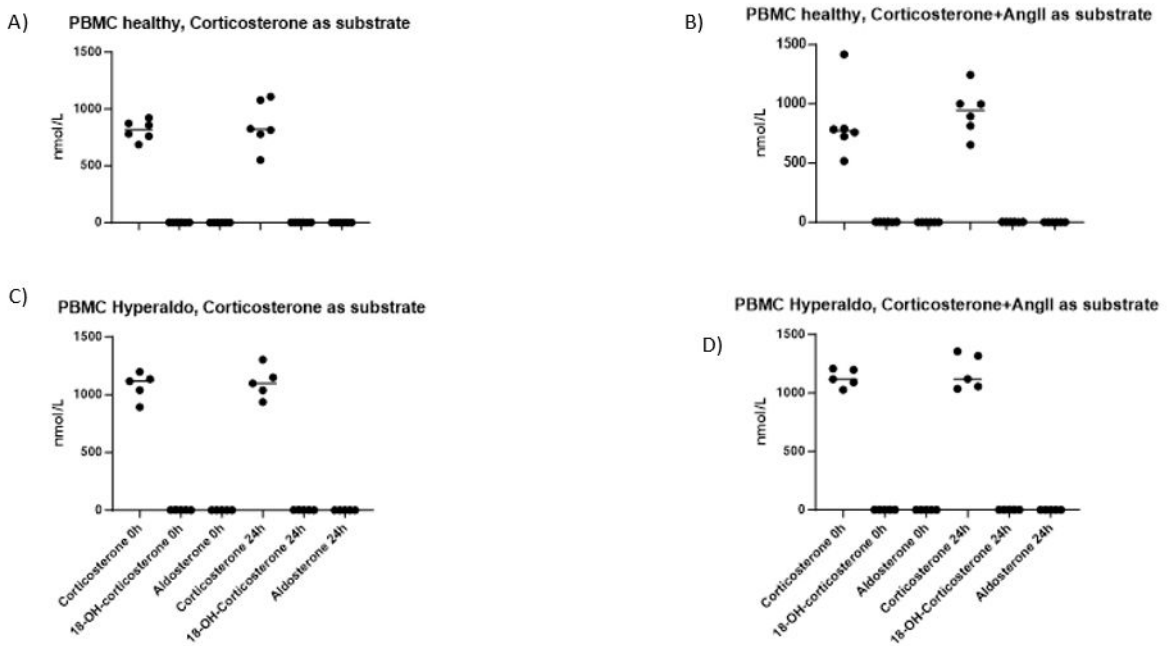 A)
PBMC healthy, Corticosterone as substrate
1500
1000
500
0
nmol/L
B)
PBMC healthy, Corticosterone+AngII as substrate
1500
1000
500
0
nmol/L
C)
PBMC Hyperaldo, Corticosterone as substrate
1500
1000
500
0
nmol/L
Corticosterone 0h
18-OH-corticosterone 0h
Aldosterone 0h
Corticosterone 24h
18-OH-Corticosterone 24h
Aldosterone 24h
D)
PBMC Hyperaldo, Corticosterone+AngII as substrate
1500
1000
500
0
nmol/L
Corticosterone 0h
18-OH-corticosterone 0h
Aldosterone 0h
Corticosterone 24h
18-OH-Corticosterone 24h
Aldosterone 24h